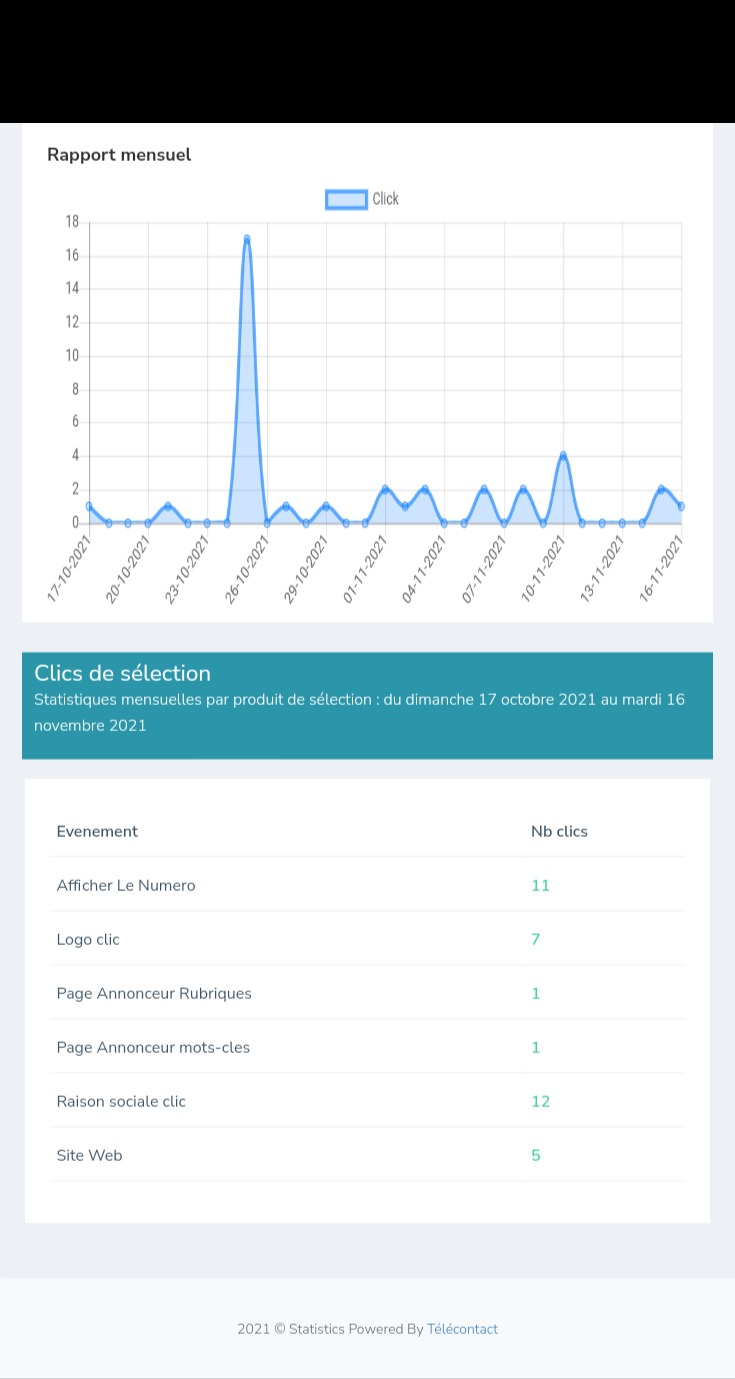 Rapport mensuel
Click
18
16
14
12
10
8
6
4
2
0
17-10-2021
20-10-2021
23-10-2021
26-10-2021
29-10-2021
01-11-2021
04-11-2021
07-11-2021
10-11-2021
13-11-2021
16-11-2021
Clics de sélection
Statistiques mensuelles par produit de sélection : du dimanche 17 octobre 2021 au mardi 16
novembre 2021
Evenement Nb clics
Afficher Le Numero 11
Logo clic 7
Page Annonceur Rubriques 1
Page Annonceur mots-cles 1
Raison sociale clic 12
Site Web 5
2021 © Statistics Powered By Télécontact